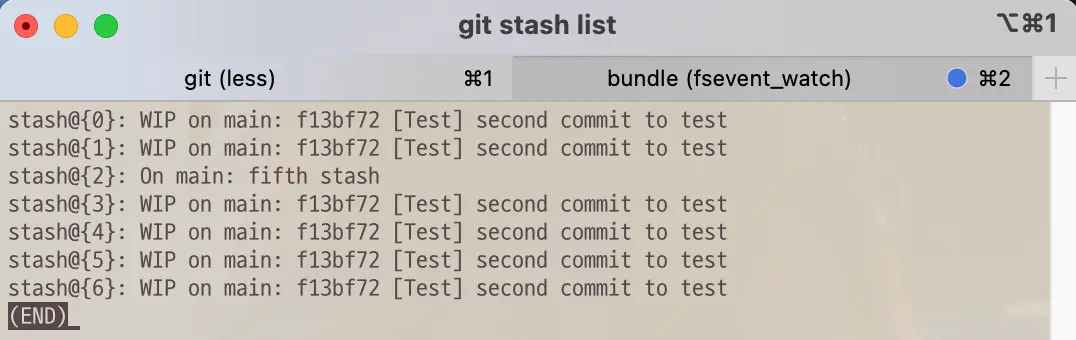 git stash list
⌥⌘1
git (less) ⌘1 bundle (fsevent_watch) ⌘2
stash@{0}: WIP on main: f13bf72 [Test] second commit to test
stash@{1}: WIP on main: f13bf72 [Test] second commit to test
stash@{2}: On main: fifth stash
stash@{3}: WIP on main: f13bf72 [Test] second commit to test
stash@{4}: WIP on main: f13bf72 [Test] second commit to test
stash@{5}: WIP on main: f13bf72 [Test] second commit to test
stash@{6}: WIP on main: f13bf72 [Test] second commit to test
(END)